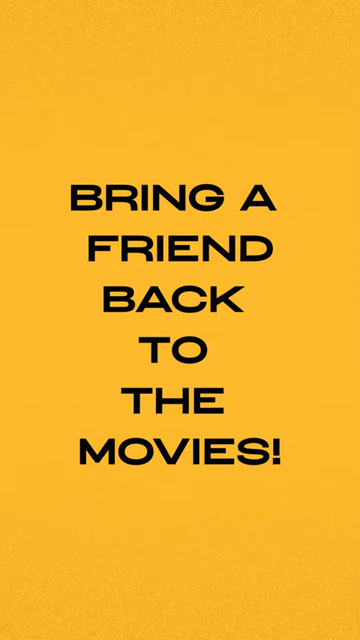 BRING A
FRIEND
BACK
TO
THE
MOVIES!